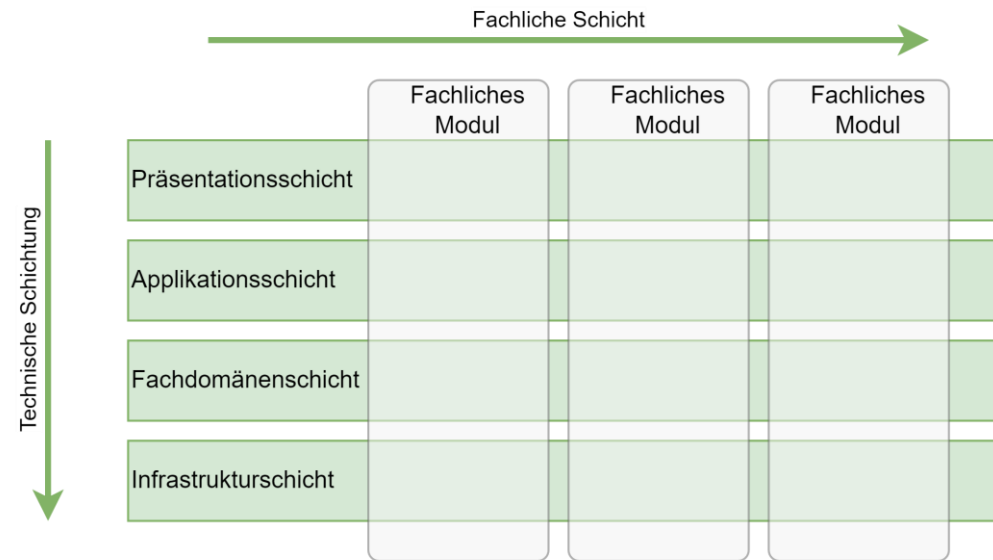 Fachliche Schicht
Fachliches
Modul
Fachliches
Modul
Fachliches
Modul
Technische Schichtung
Präsentationsschicht
Applikationsschicht
Fachdomänenschicht
Infrastrukturschicht